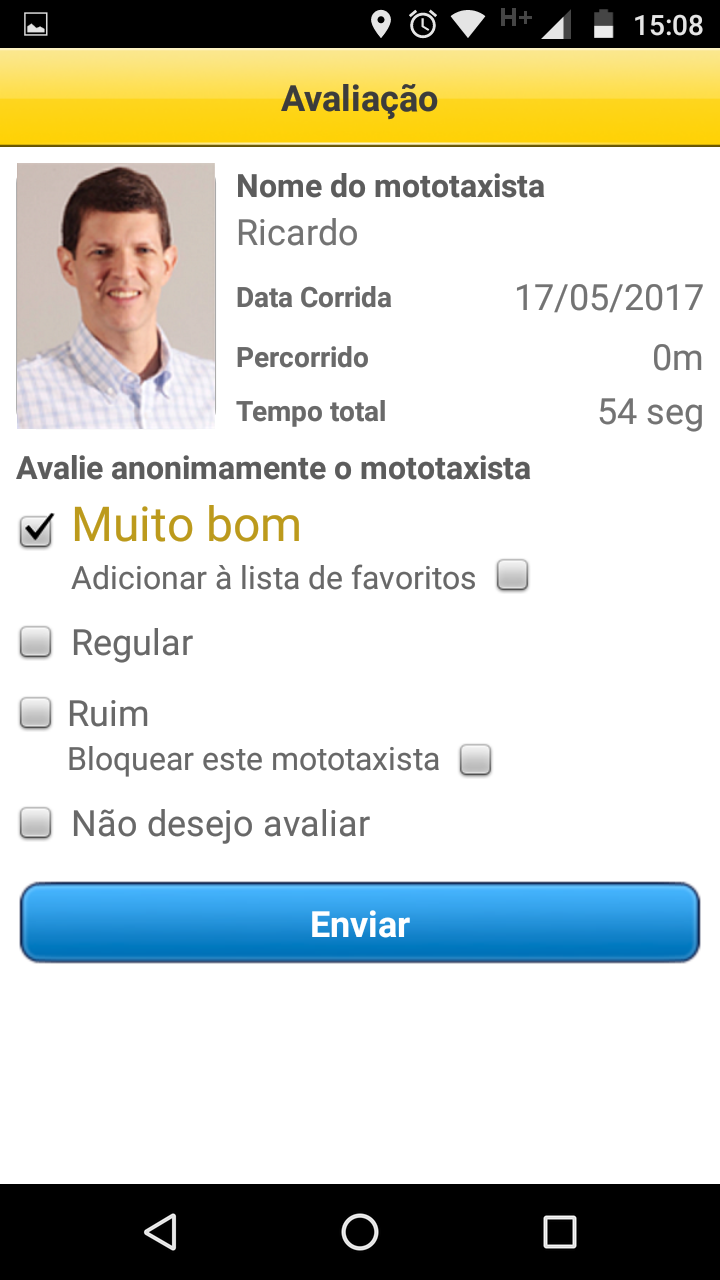 H+ 15:08
Avaliação
Nome do mototaxista
Ricardo
Data Corrida 17/05/2017
Percorrido 0m
Tempo total 54 seg
Avalie anonimamente o mototaxista
Muito bom
Adicionar à lista de favoritos
Regular
Ruim
Bloquear este mototaxista
Não desejo avaliar
Enviar